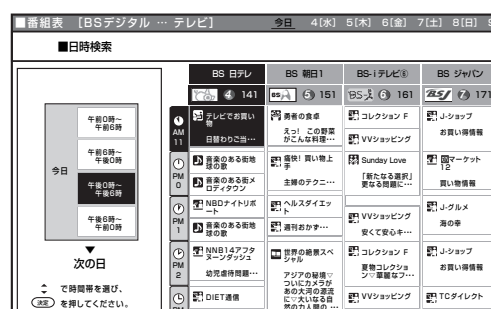 ■番組表 [BSデジタル … テレビ] 今日 4[水] 5[木] 6[金] 7[土] 8[日]
■日時検索
今日
午前0時~
午前6時
午前6時~
午後0時
午後0時~
午後6時
午後6時~
午前0時
▼
次の日
で時間帯を選び、
決定 を押してください。
BS 日テレ BS 朝日1 BS-i テレビ⑥ BS ジャパン
④ 141 BS朝 ⑤ 151 BS-i ⑥ 161 BSJ ⑦ 171
AM
11
PM
0
PM
1
PM
2
PM
テレビでお買い
物
日替わりご当…
音楽のある街地
球の歌
音楽のある街メ
ロディタウン
NBDナイトリポ
ート
音楽のある街地
球の歌
NNB14アフタ
ヌーンダッシュ
幼児虐待問題…
DIET通信
勇者の食卓
えっ! この野菜
がこんな料理…
痛快! 買い物上
手
主婦のテクニ…
ヘルスダイエッ
ト
週刊おかず…
世界の絶景スペ
シャル
アジアの秘境▽
ついにカメラが
あの大河の源流
に▽大いなる自
然の力人間の …
コレクション F
VVショッピング
Sunday Love
「新たなる選択」
更なる問題に…
VVショッピング
安くて安心キ…
コレクション F
夏物コレクショ
ン▽華麗なフ…
VVショッピング
J-ショップ
お買い得情報
図マーケット
12
買い物情報
J-グルメ
海の幸
J-ショップ
お買い得情報
TCダイレクト